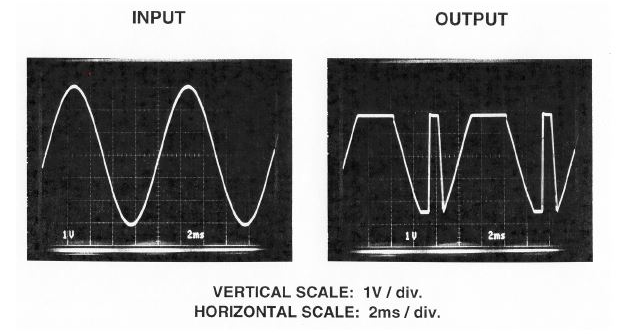 INPUT
OUTPUT
1V
2ms
1V
2ms
VERTICAL SCALE: 1V / div.
HORIZONTAL SCALE: 2ms / div.